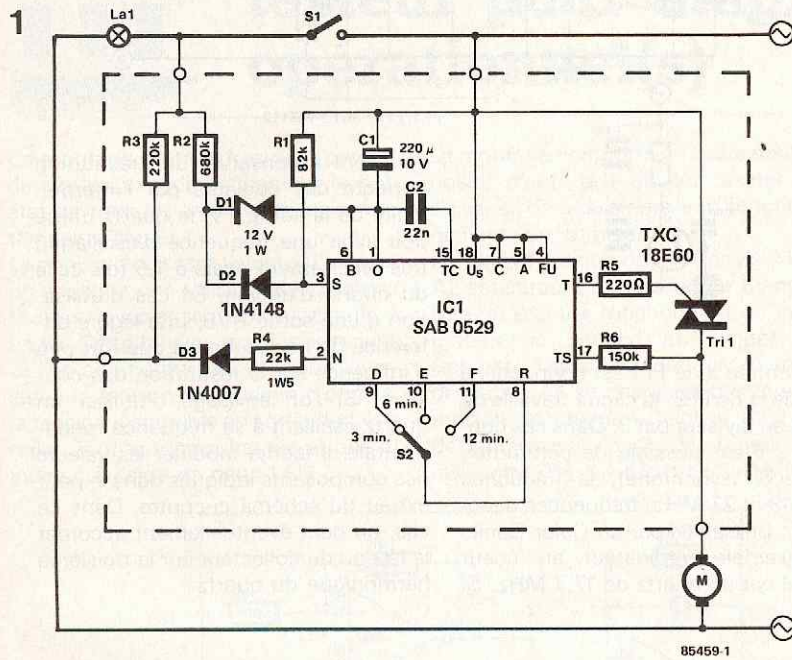 1
La1
S1
R3
220k
R2
680k
R1
82k
C1
220 µ
10 V
C2
22n
D1
12 V
1 W
D2
1N4148
D3
1N4007
R4
22k
1W5
6 1 15 18 7 5 4
B O TC Us C A FU
3 S
T 16
IC1
SAB 0529
2 N
TS 17
D E F R
9 10 11 8
R5
220Ω
R6
150k
TXC
18E60
Tri1
6 min.
3 min.
12 min.
S2
M
85459-1